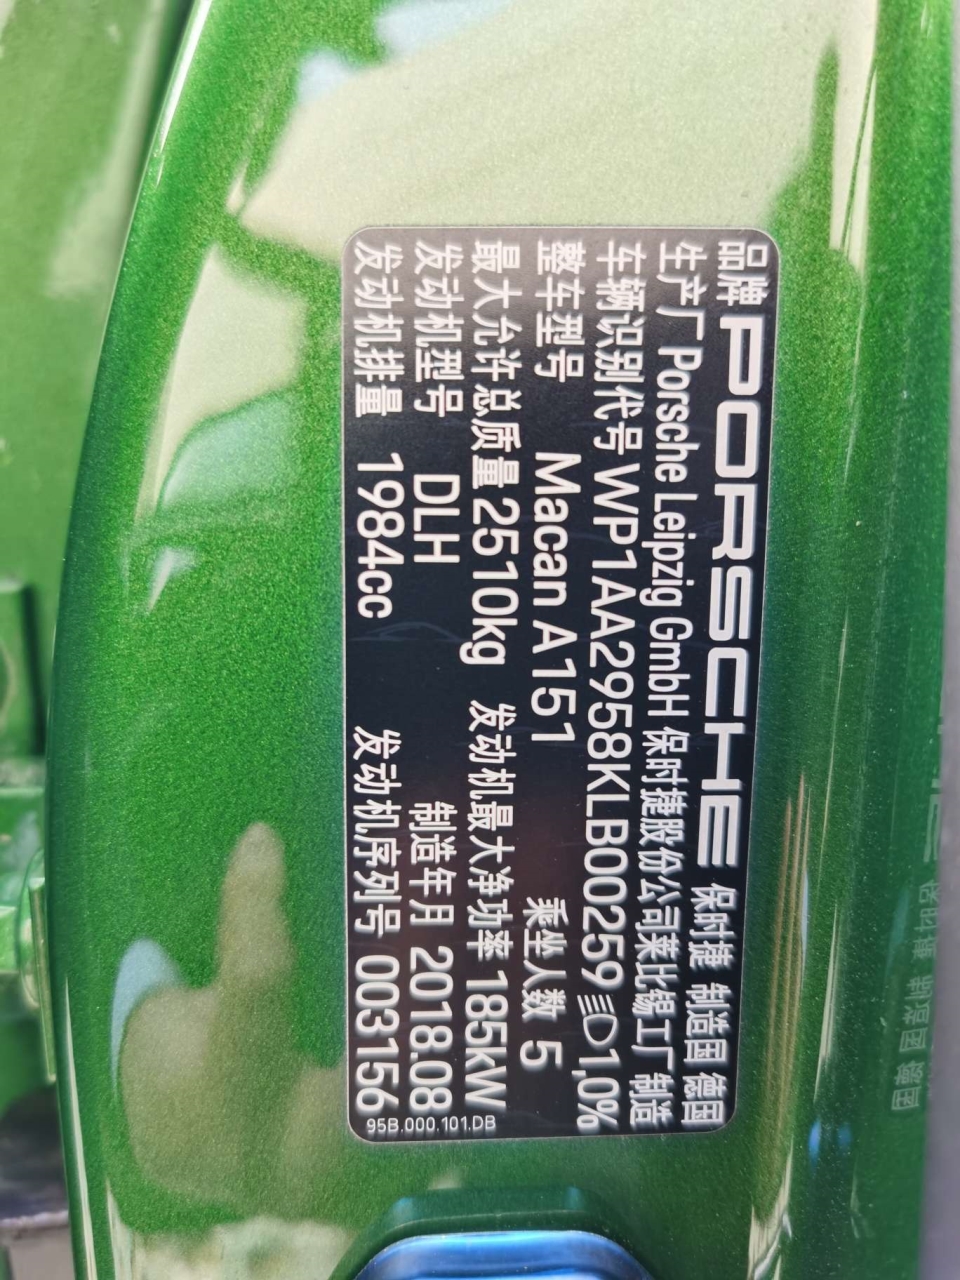 品牌 PORSCHE 保时捷 制造国 德国
生产厂 Porsche Leipzig GmbH 保时捷股份公司莱比锡工厂 制造
车辆识别代号 WP1AA2958KLB00259 1,0%
整车型号 Macan A151 乘坐人数 5
最大允许总质量 2510kg 发动机最大净功率 185kW
发动机型号 DLH 制造年月 2018.08
发动机排量 1984cc 发动机序列号 003156
95B.000.101.DB